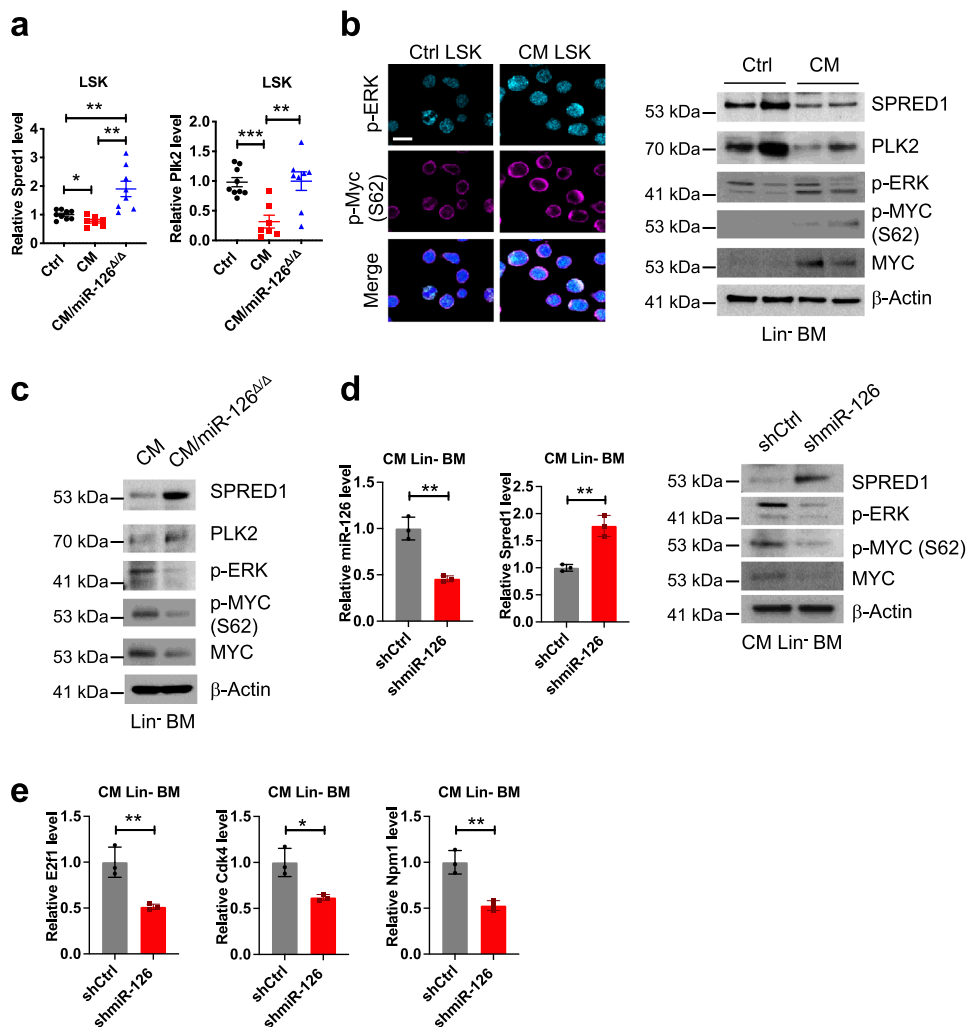 a
LSK
Relative Spred1 level
4
3
2
1
0
**
**
*
Ctrl
CM
CM/miR-126Δ/Δ
LSK
Relative Plk2 level
2.0
1.5
1.0
0.5
0.0
***
**
Ctrl
CM
CM/miR-126Δ/Δ
b
Ctrl LSK
CM LSK
p-ERK
p-Myc
(S62)
Merge
Ctrl
CM
53 kDa
SPRED1
70 kDa
PLK2
41 kDa
p-ERK
53 kDa
p-MYC
(S62)
53 kDa
MYC
41 kDa
β-Actin
Lin- BM
c
CM
CM/miR-126Δ/Δ
53 kDa
SPRED1
70 kDa
PLK2
41 kDa
p-ERK
53 kDa
p-MYC
(S62)
53 kDa
MYC
41 kDa
β-Actin
Lin- BM
d
CM Lin- BM
Relative miR-126 level
1.5
1.0
0.5
0.0
**
shCtrl
shmiR-126
CM Lin- BM
Relative Spred1 level
2.5
2.0
1.5
1.0
0.5
0.0
**
shCtrl
shmiR-126
shCtrl
shmiR-126
53 kDa
SPRED1
41 kDa
p-ERK
53 kDa
p-MYC (S62)
53 kDa
MYC
41 kDa
β-Actin
CM Lin- BM
e
CM Lin- BM
Relative E2f1 level
1.5
1.0
0.5
0.0
**
shCtrl
shmiR-126
CM Lin- BM
Relative Cdk4 level
1.5
1.0
0.5
0.0
*
shCtrl
shmiR-126
CM Lin- BM
Relative Npm1 level
1.5
1.0
0.5
0.0
**
shCtrl
shmiR-126